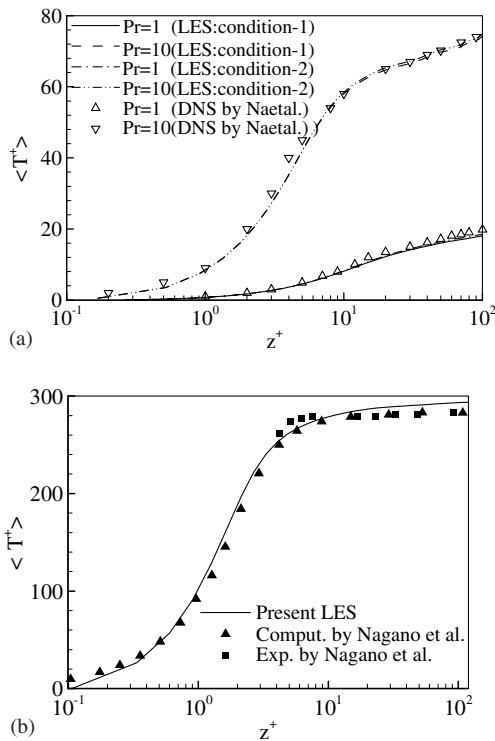 80
60
40
20
0
<T⁺>
Pr=1 (LES:condition-1)
Pr=10(LES:condition-1)
Pr=1 (LES:condition-2)
Pr=10(LES:condition-2)
Pr=1 (DNS by Naetal.)
Pr=10(DNS by Naetal.) )
10⁻¹ 10⁰ 10¹ 10²
z⁺
(a)
300
200
100
0
<T⁺>
Present LES
Comput. by Nagano et al.
Exp. by Nagano et al.
10⁻¹ 10⁰ 10¹ 10²
z⁺
(b)